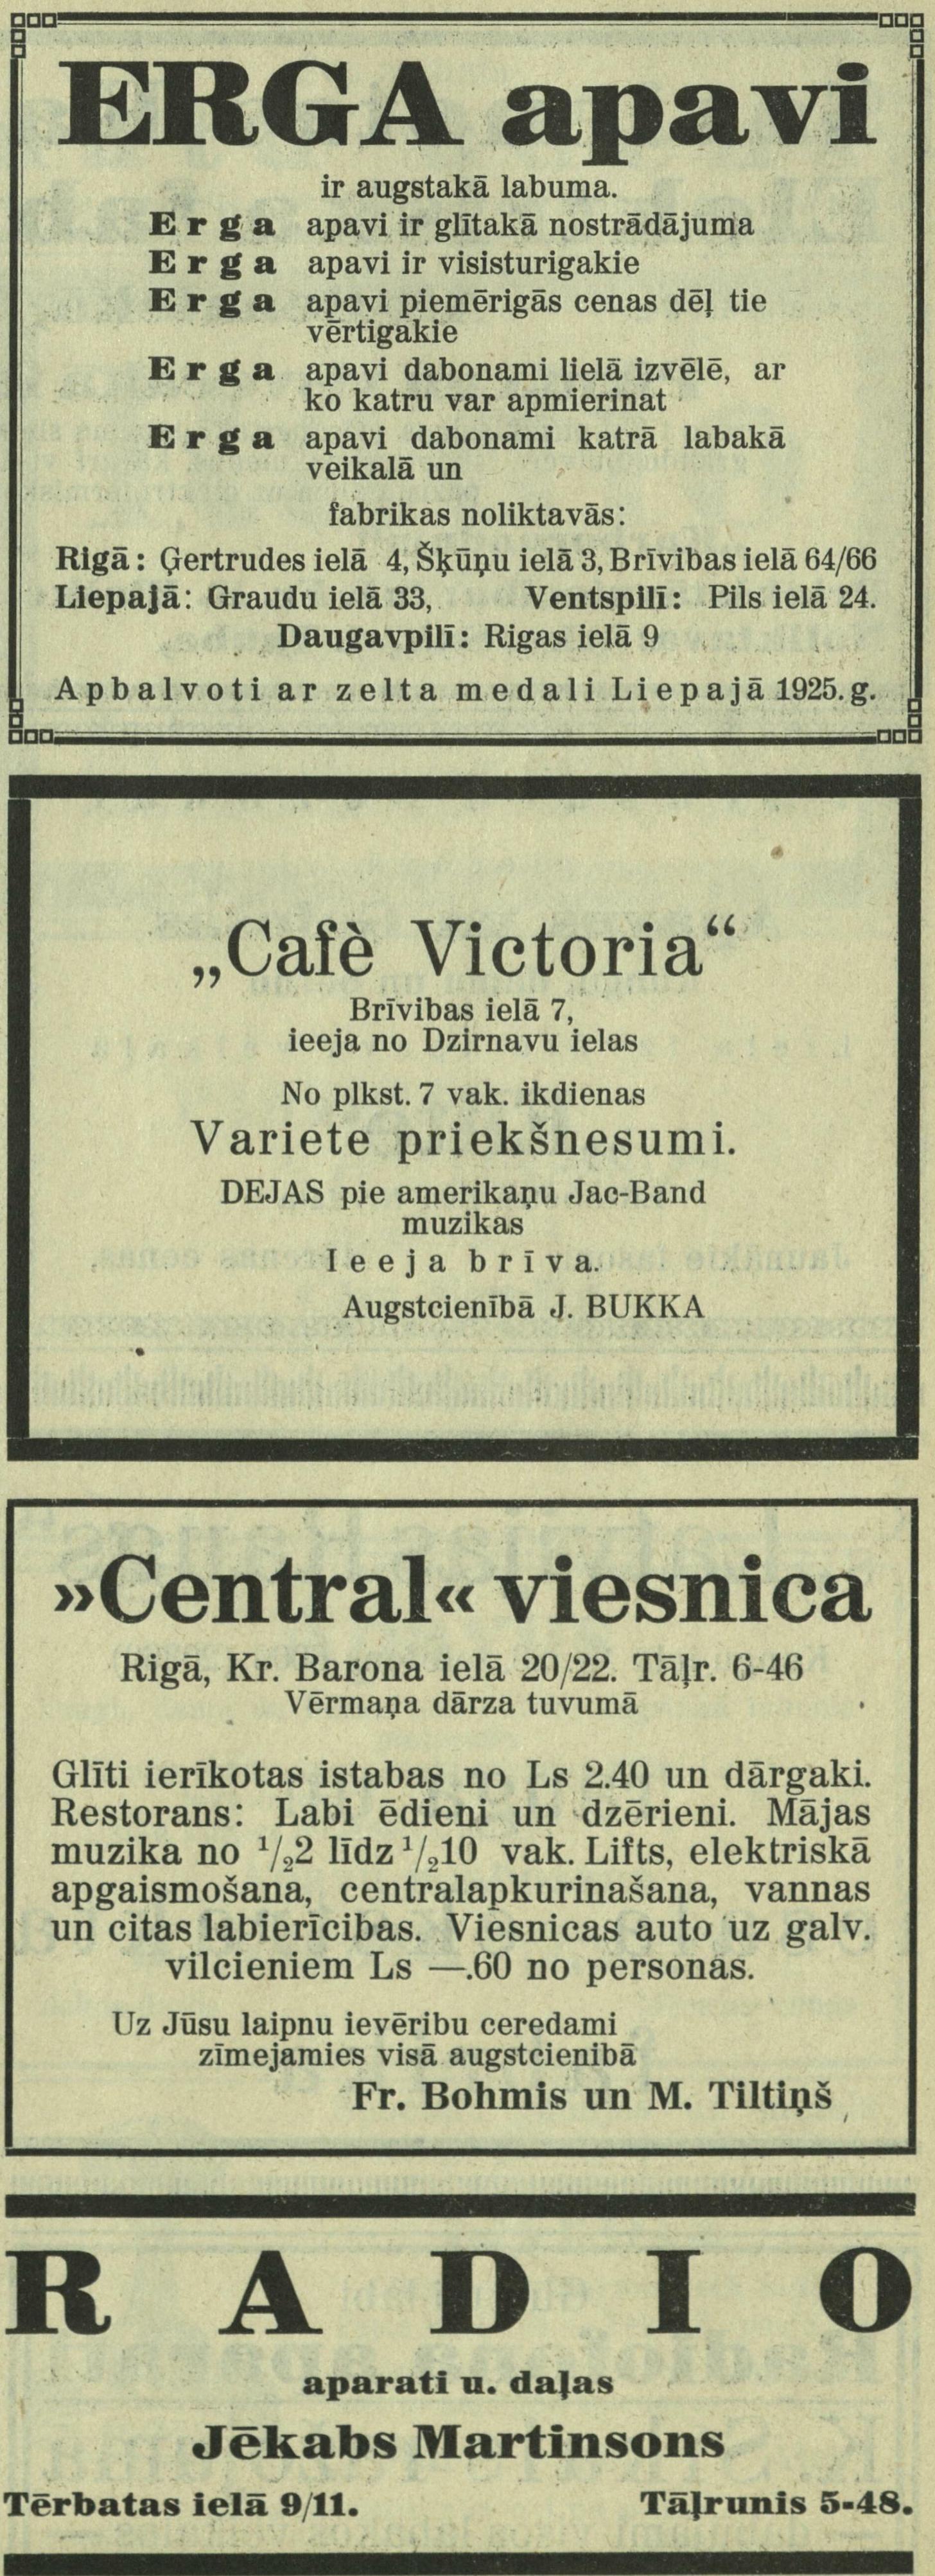 ERGA apavi
ir augstakā labuma.
Erga apavi ir glītakā nostrādājuma
Erga apavi ir visisturigakie
Erga apavi piemērigās cenas dēļ tie
vērtigakie
Erga apavi dabonami lielā izvēlē, ar
ko katru var apmierinat
Erga apavi dabonami katrā labakā
veikalā un
fabrikas noliktavās:
Rigā: Ģertrudes ielā 4, Šķūņu ielā 3, Brīvibas ielā 64/66
Liepajā: Graudu ielā 33, Ventspilī: Pils ielā 24.
Daugavpilī: Rigas ielā 9
Apbalvoti ar zelta medali Liepajā 1925. g.
„Cafè Victoria“
Brīvibas ielā 7,
ieeja no Dzirnavu ielas
No plkst. 7 vak. ikdienas
Variete priekšnesumi.
DEJAS pie amerikaņu Jac-Band
muzikas
Ieeja brīva.
Augstcienībā J. BUKKA
»Central« viesnica
Rigā, Kr. Barona ielā 20/22. Tāļr. 6-46
Vērmaņa dārza tuvumā
Glīti ierīkotas istabas no Ls 2.40 un dārgaki.
Restorans: Labi ēdieni un dzērieni. Mājas
muzika no 1/2 2 līdz 1/2 10 vak. Lifts, elektriskā
apgaismošana, centralapkurinašana, vannas
un citas labierīcibas. Viesnicas auto uz galv.
vilcieniem Ls —.60 no personas.
Uz Jūsu laipnu ievēribu ceredami
zīmejamies visā augstcienibā
Fr. Bohmis un M. Tiltiņš
RADIO
aparati u. daļas
Jēkabs Martinsons
Tērbatas ielā 9/11. Tāļrunis 5-48.